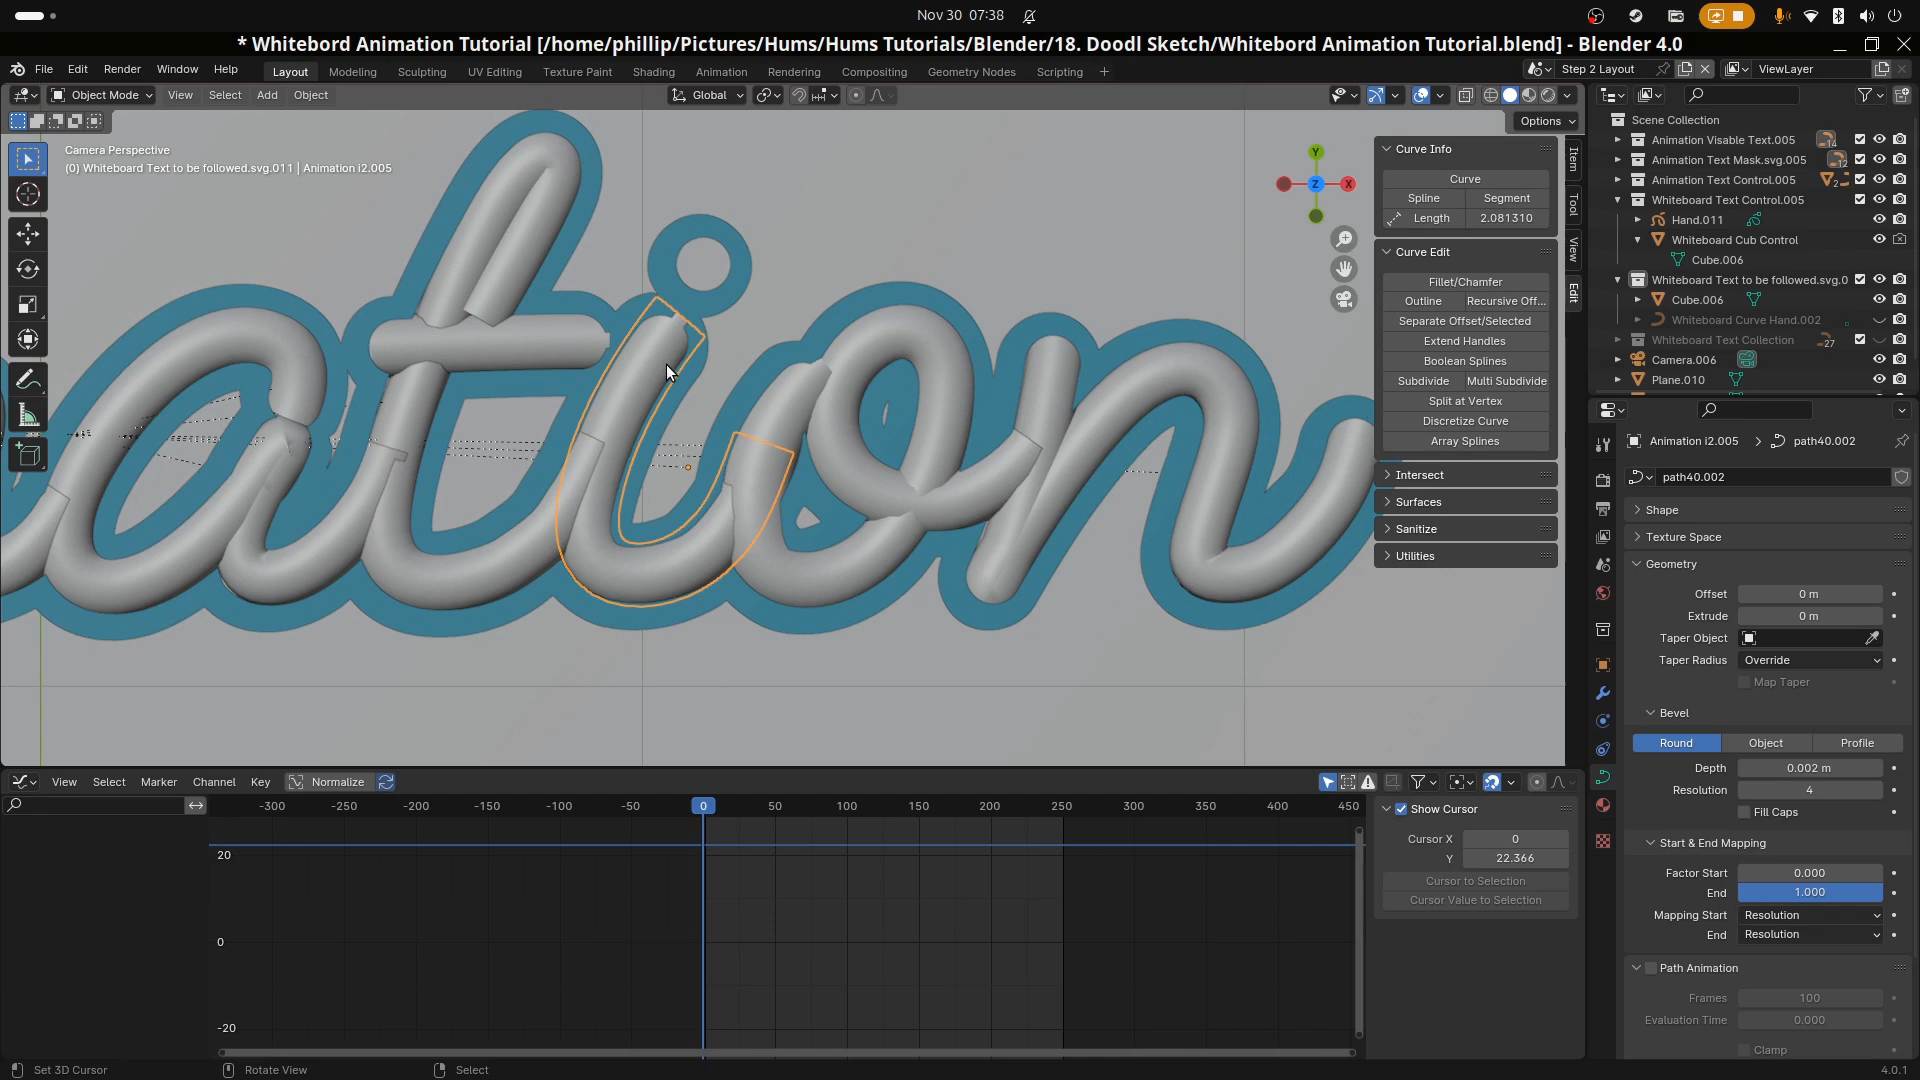 Nov 30 07:38
* Whitebord Animation Tutorial [/home/phillip/Pictures/Hums/Hums Tutorials/Blender/18. Doodl Sketch/Whitebord Animation Tutorial.blend] - Blender 4.0
File Edit Render Window Help Layout Modeling Sculpting UV Editing Texture Paint Shading Animation Rendering Compositing Geometry Nodes Scripting + Step 2 Layout ViewLayer
Object Mode View Select Add Object Global
Options
Camera Perspective
(0) Whiteboard Text to be followed.svg.011 | Animation i2.005
ation
Y
Z X
Curve Info
Curve
Spline Segment
Length 2.081310
Curve Edit
Fillet/Chamfer
Outline Recursive Off...
Separate Offset/Selected
Extend Handles
Boolean Splines
Subdivide Multi Subdivide
Split at Vertex
Discretize Curve
Array Splines
Intersect
Surfaces
Sanitize
Utilities
Item
Tool
View
Edit
Scene Collection
Animation Visable Text.005 14
Animation Text Mask.svg.005 12
Animation Text Control.005 2
Whiteboard Text Control.005
Hand.011
Whiteboard Cub Control
Cube.006
Whiteboard Text to be followed.svg.0
Cube.006
Whiteboard Curve Hand.002
Whiteboard Text Collection 27
Camera.006
Plane.010
Animation i2.005 > path40.002
path40.002
Shape
Texture Space
Geometry
Offset 0 m
Extrude 0 m
Taper Object
Taper Radius Override
Map Taper
Bevel
Round Object Profile
Depth 0.002 m
Resolution 4
Fill Caps
Start & End Mapping
Factor Start 0.000
End 1.000
Mapping Start Resolution
End Resolution
Path Animation
Frames 100
Evaluation Time 0.000
Clamp
View Select Marker Channel Key Normalize
-300 -250 -200 -150 -100 -50 0 50 100 150 200 250 300 350 400 450
20
0
-20
Show Cursor
Cursor X 0
Y 22.366
Cursor to Selection
Cursor Value to Selection
Set 3D Cursor Rotate View Select 4.0.1